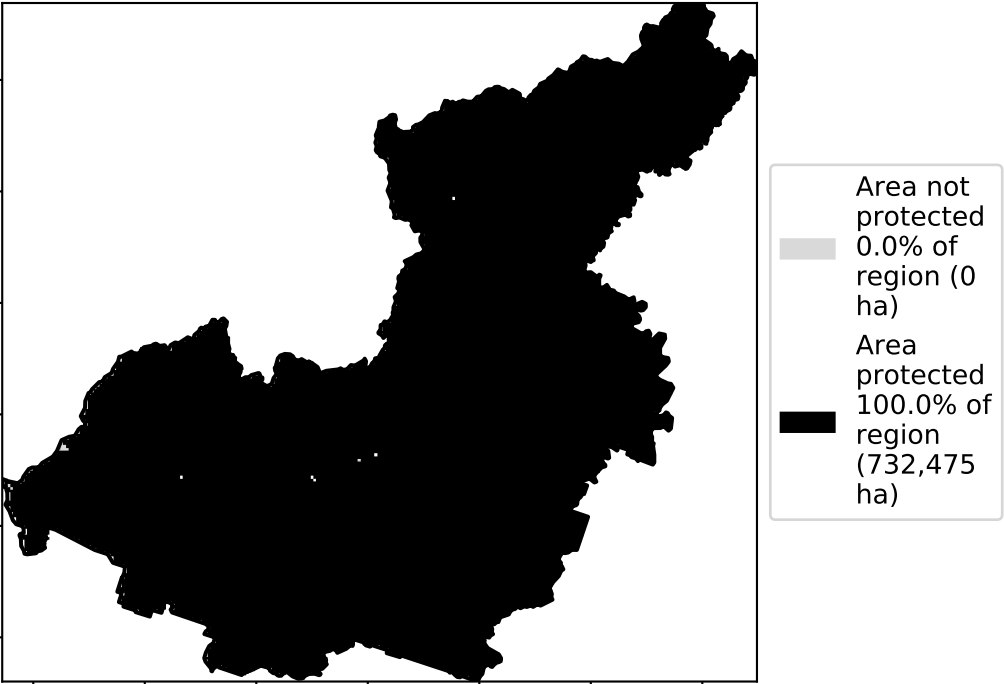 Area not
protected
0.0% of
region (0
ha)
Area
protected
100.0% of
region
(732,475
ha)